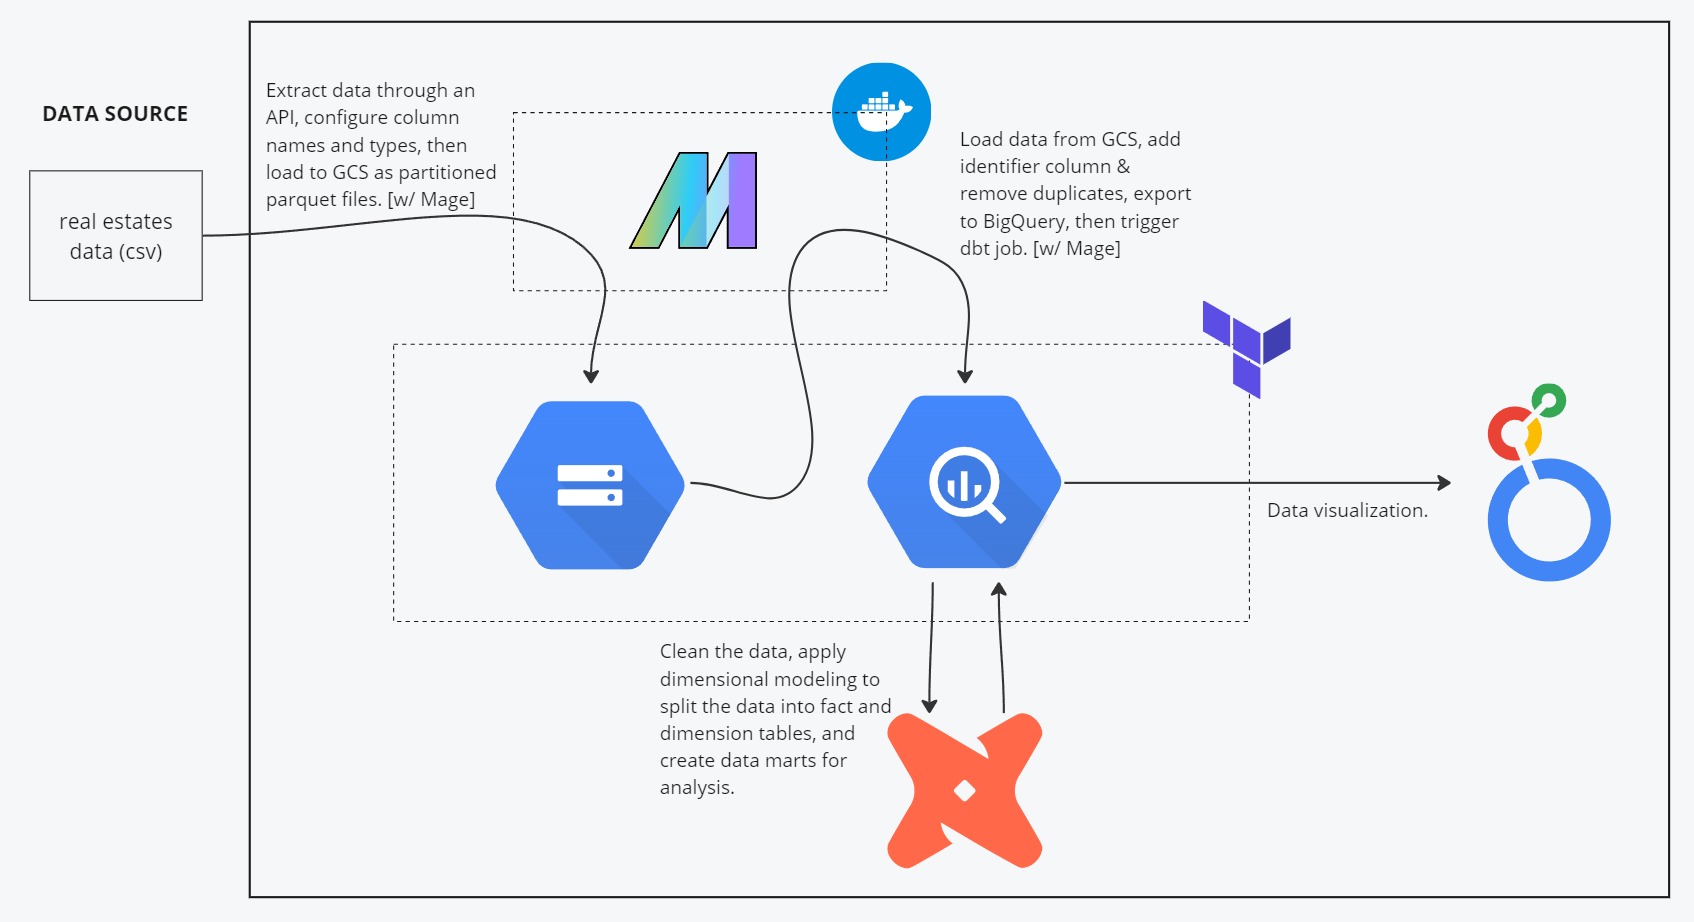 DATA SOURCE
real estates
data (csv)
Extract data through an
API, configure column
names and types, then
load to GCS as partitioned
parquet files. [w/ Mage]
Load data from GCS, add
identifier column &
remove duplicates, export
to BigQuery, then trigger
dbt job. [w/ Mage]
Data visualization.
Clean the data, apply
dimensional modeling to
split the data into fact and
dimension tables, and
create data marts for
analysis.